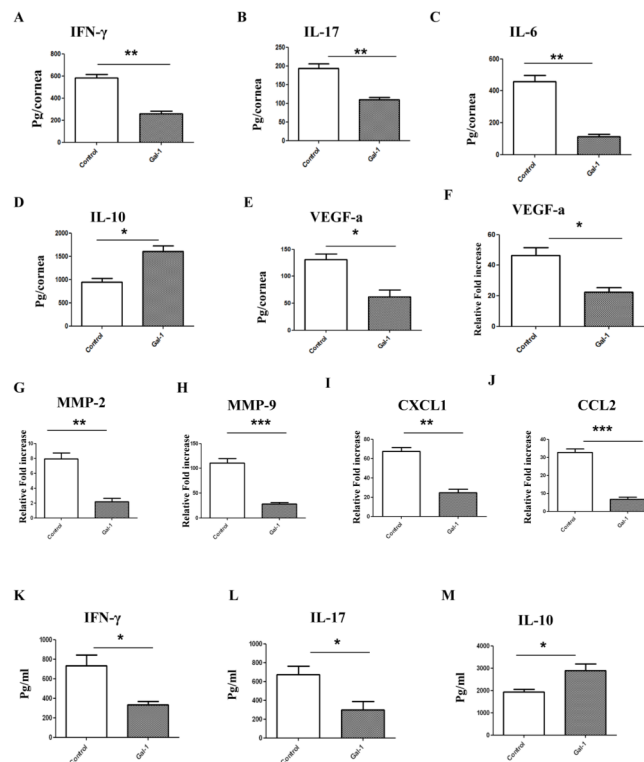 A
IFN-γ
**
Pg/cornea
800
600
400
200
0
Control
Gal-1
B
IL-17
**
Pg/cornea
250
200
150
100
50
0
Control
Gal-1
C
IL-6
**
Pg/cornea
600
400
200
0
Control
Gal-1
D
IL-10
*
Pg/cornea
2000
1500
1000
500
0
Control
Gal-1
E
VEGF-a
*
Pg/cornea
150
100
50
0
Control
Gal-1
F
VEGF-a
*
Relative Fold increase
60
40
20
0
Control
Gal-1
G
MMP-2
**
Relative Fold increase
10
8
6
4
2
0
Control
Gal-1
H
MMP-9
***
Relative Fold increase
150
100
50
0
Control
Gal-1
I
CXCL1
**
Relative Fold increase
80
60
40
20
0
Control
Gal-1
J
CCL2
***
Relative Fold increase
40
30
20
10
0
Control
Gal-1
K
IFN-γ
*
Pg/ml
1000
800
600
400
200
0
Control
Gal-1
L
IL-17
*
Pg/ml
1000
800
600
400
200
0
Control
Gal-1
M
IL-10
*
Pg/ml
4000
3000
2000
1000
0
Control
Gal-1